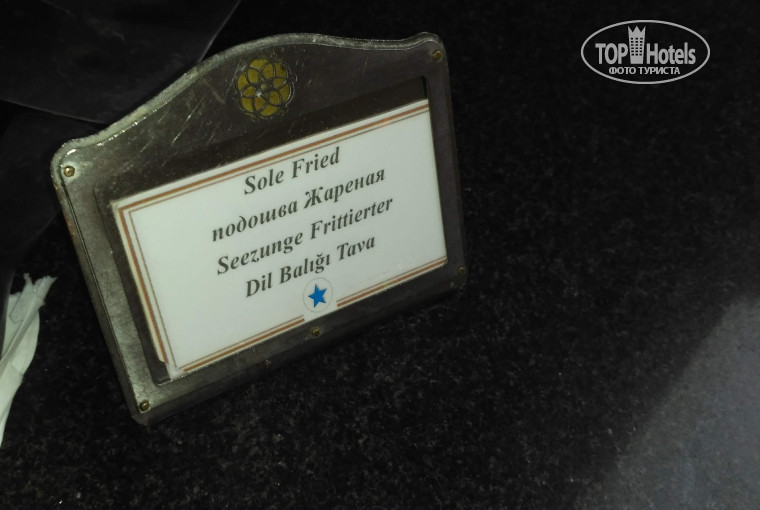 TOP Hotels
ФОТО ТУРИСТА
Sole Fried
подошва Жареная
Seezunge Frittierter
Dil Balığı Tava